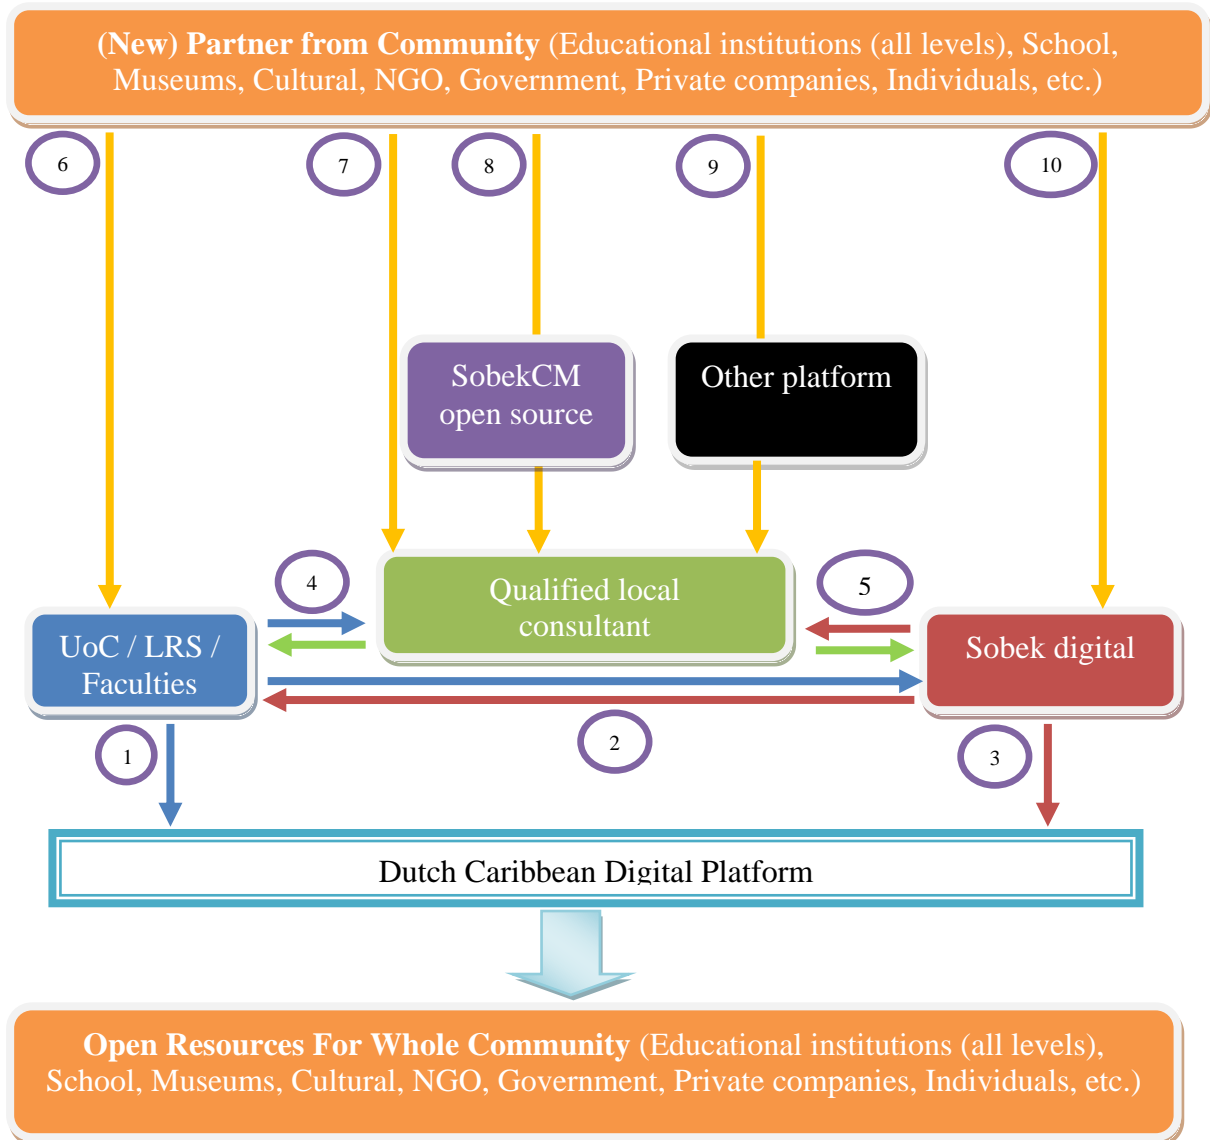 (New) Partner from Community (Educational institutions (all levels), School,
Museums, Cultural, NGO, Government, Private companies, Individuals, etc.)
6
7
8
9
10
SobekCM
open source
Other platform
4
Qualified local
consultant
5
UoC / LRS /
Faculties
Sobek digital
1
2
3
Dutch Caribbean Digital Platform
Open Resources For Whole Community (Educational institutions (all levels),
School, Museums, Cultural, NGO, Government, Private companies, Individuals, etc.)